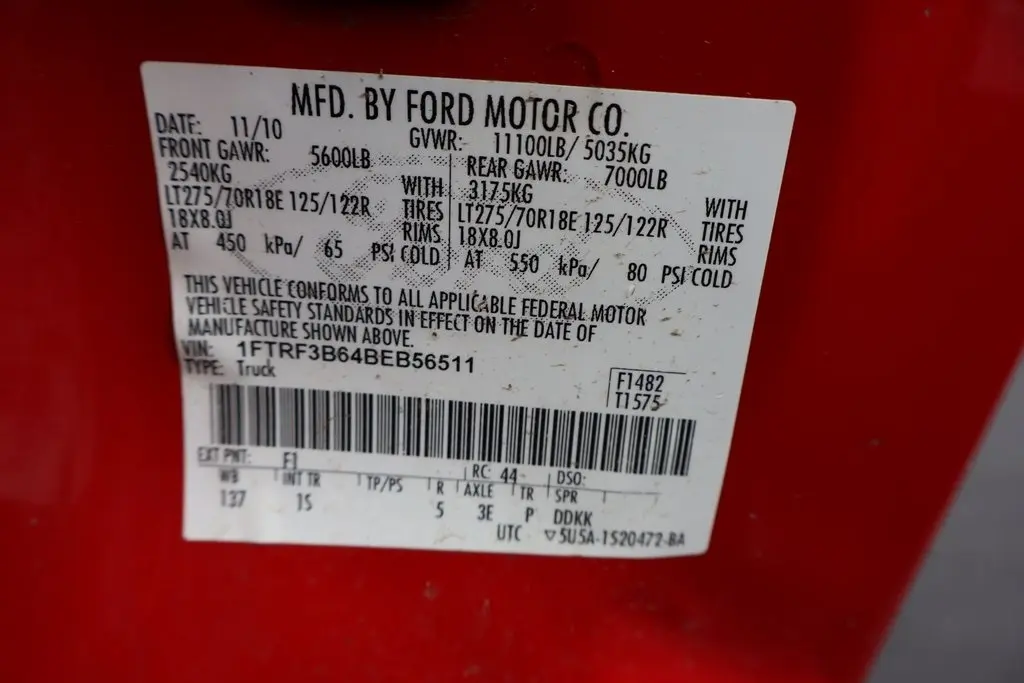 MFD. BY FORD MOTOR CO.
DATE: 11/10 GVWR: 11100LB/ 5035KG
FRONT GAWR: 5600LB REAR GAWR: 7000LB
2540KG WITH 3175KG WITH
LT275/70R18E 125/122R TIRES LT275/70R18E 125/122R TIRES
18X8.0J RIMS 18X8.0J RIMS
AT 450 kPa/ 65 PSI COLD AT 550 kPa/ 80 PSI COLD
THIS VEHICLE CONFORMS TO ALL APPLICABLE FEDERAL MOTOR
VEHICLE SAFETY STANDARDS IN EFFECT ON THE DATE OF
MANUFACTURE SHOWN ABOVE.
VIN: 1FTRF3B64BEB56511
TYPE: Truck
F1482
T1575
EXT PNT: F1 RC: 44 DSO:
WB INT TR TP/PS R AXLE TR SPR
137 1S 5 3E P DDKK
UTC ▽5U5A-1520472-BA